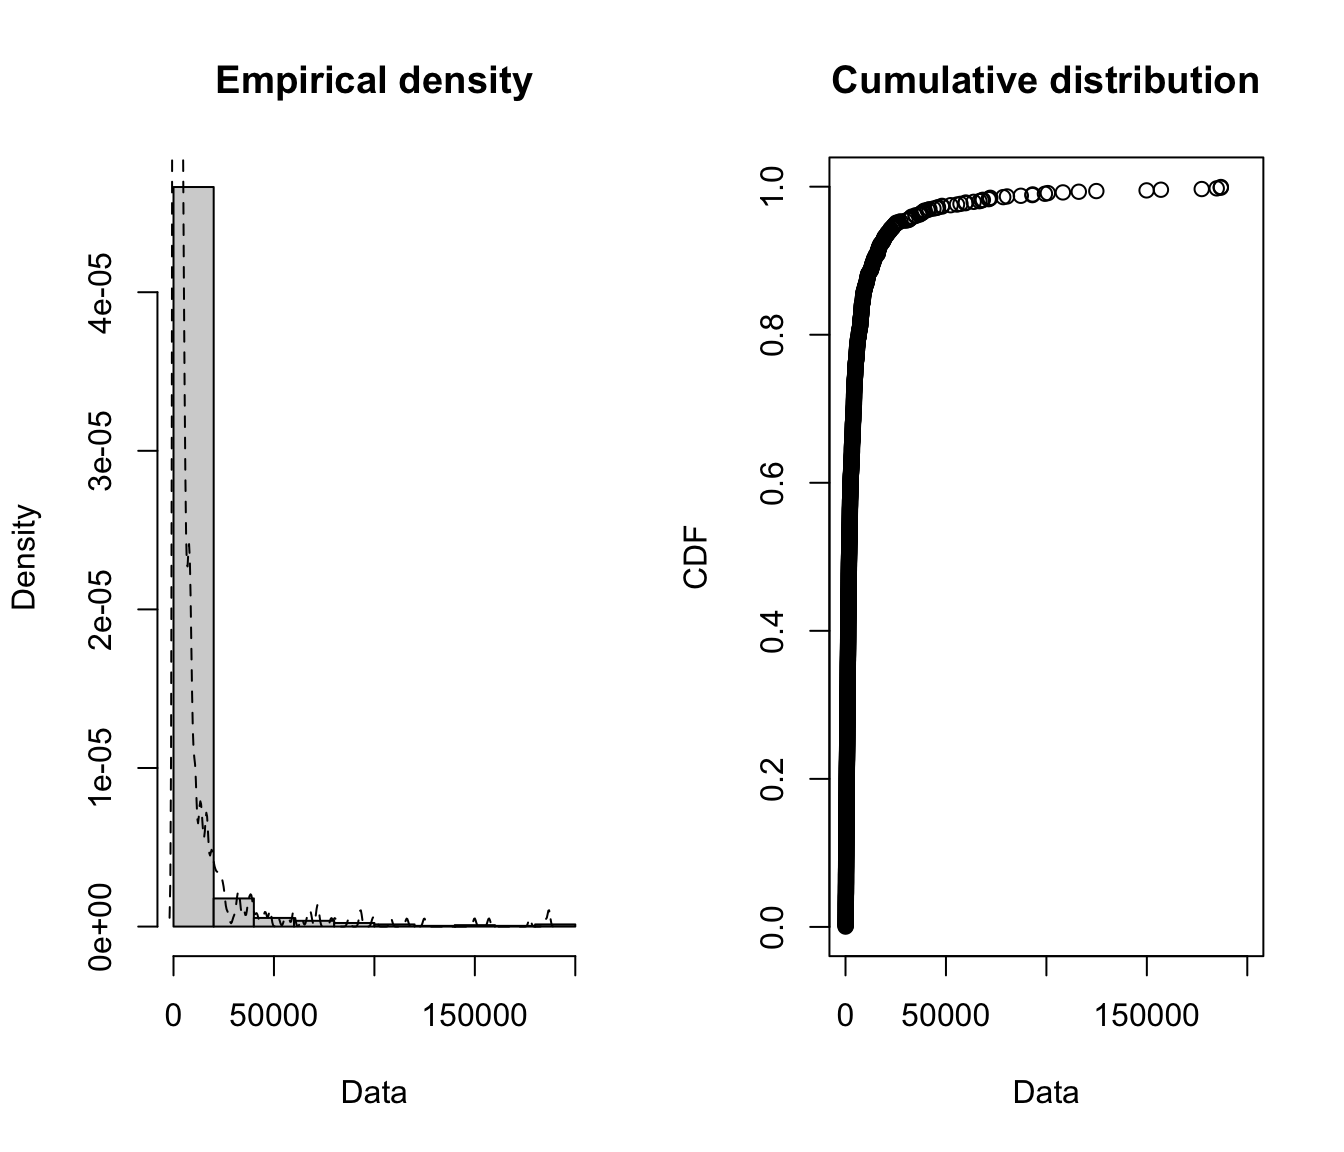 Empirical density
Density
4e-05
3e-05
2e-05
1e-05
0e+00
0 50000 150000
Data
Cumulative distribution
CDF
1.0
0.8
0.6
0.4
0.2
0.0
0 50000 150000
Data